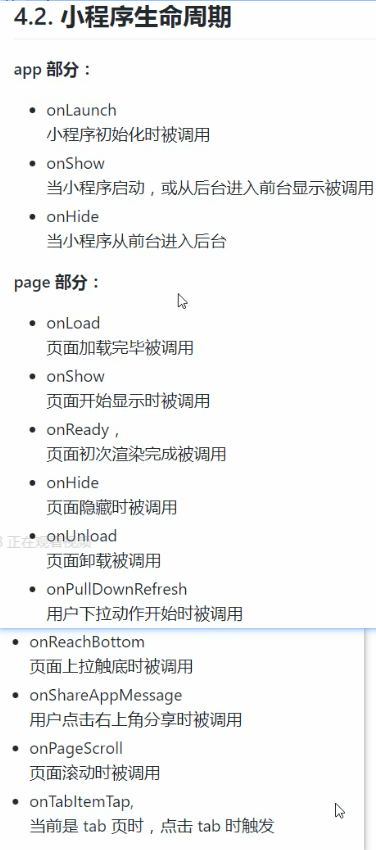 4.2. 小程序生命周期
app 部分：
onLaunch
小程序初始化时被调用
onShow
当小程序启动，或从后台进入前台显示被调用
onHide
当小程序从前台进入后台
page 部分：
onLoad
页面加载完毕被调用
onShow
页面开始显示时被调用
onReady，
页面初次渲染完成被调用
onHide
页面隐藏时被调用
onUnload
正在观看视频
页面卸载被调用
onPullDownRefresh
用户下拉动作开始时被调用
onReachBottom
页面上拉触底时被调用
onShareAppMessage
用户点击右上角分享时被调用
onPageScroll
页面滚动时被调用
onTabItemTap,
当前是 tab 页时，点击 tab 时触发